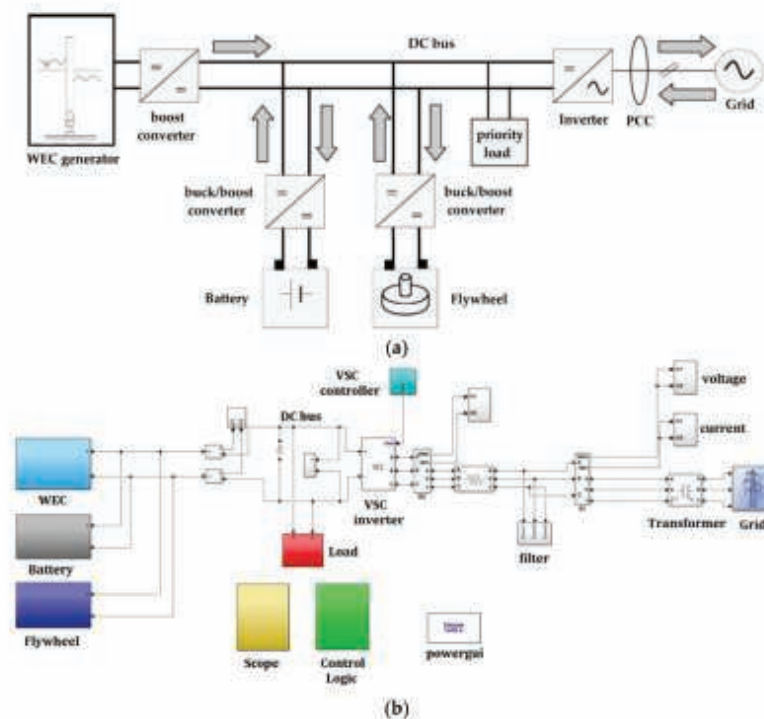 DC bus
boost
converter
WEC generator
Inverter
PCC
Grid
priority
load
buck/boost
converter
buck/boost
converter
Battery
Flywheel
(a)
VSC
controller
voltage
DC bus
current
WEC
VSC
inverter
Transformer
Grid
Load
filter
Battery
Flywheel
Scope
Control
Logic
powergui
(b)